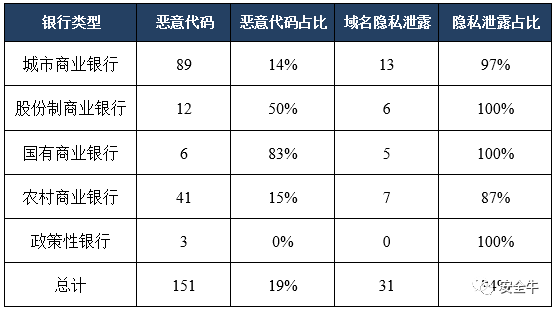 银行类型 恶意代码 恶意代码占比 域名隐私泄露 隐私泄露占比
城市商业银行 89 14% 13 97%
股份制商业银行 12 50% 6 100%
国有商业银行 6 83% 5 100%
农村商业银行 41 15% 7 87%
政策性银行 3 0% 0 100%
总计 151 19% 31
安全牛